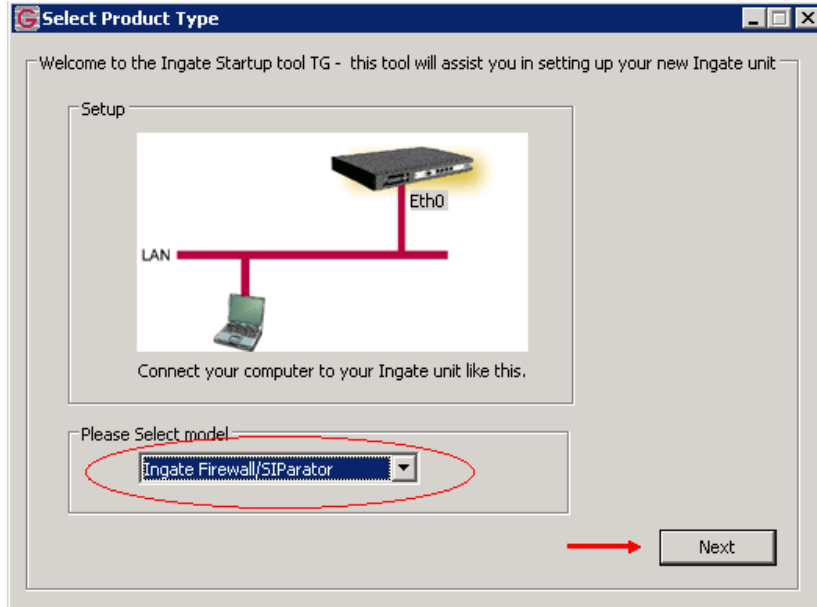 Select Product Type
Welcome to the Ingate Startup tool TG - this tool will assist you in setting up your new Ingate unit
Setup
Eth0
LAN
Connect your computer to your Ingate unit like this.
Please Select model
Ingate Firewall/SIParator
Next